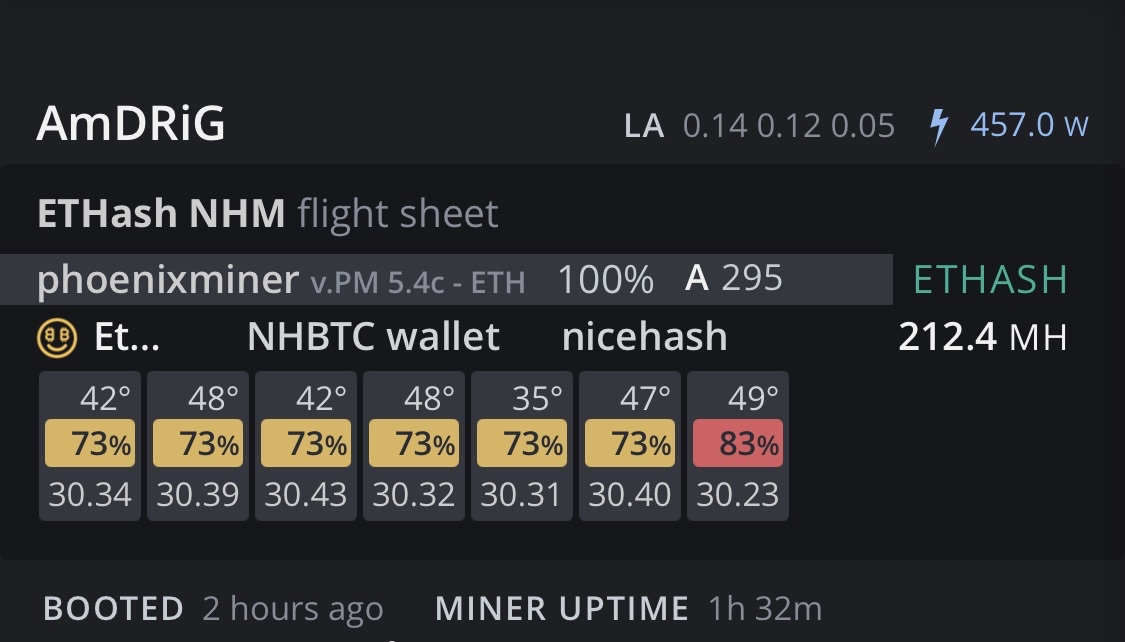 AmDRiG LA 0.14 0.12 0.05 457.0 W
ETHash NHM flight sheet
phoenixminer v.PM 5.4c - ETH 100% A 295 ETHASH
Et... NHBTC wallet nicehash 212.4 MH
42° 48° 42° 48° 35° 47° 49°
73% 73% 73% 73% 73% 73% 83%
30.34 30.39 30.43 30.32 30.31 30.40 30.23
BOOTED 2 hours ago MINER UPTIME 1h 32m